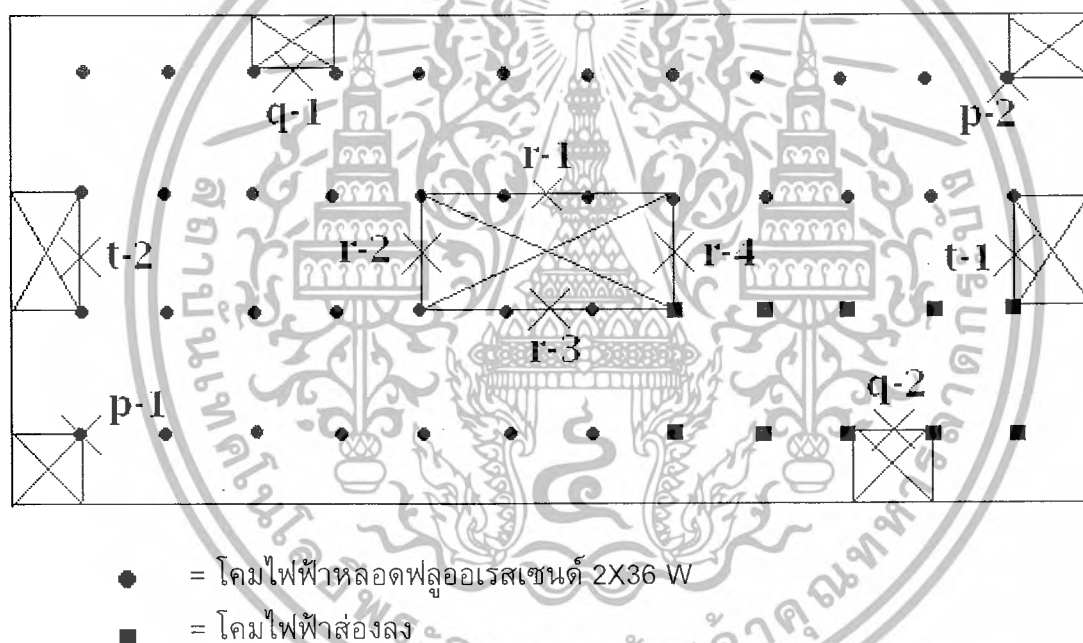 q-1
p-2
r-1
t-2
r-2
r-4
t-1
r-3
p-1
q-2
= โคมไฟฟ้าหลอดฟลูออเรสเซนต์ 2X36 W
= โคมไฟฟ้าส่องลง